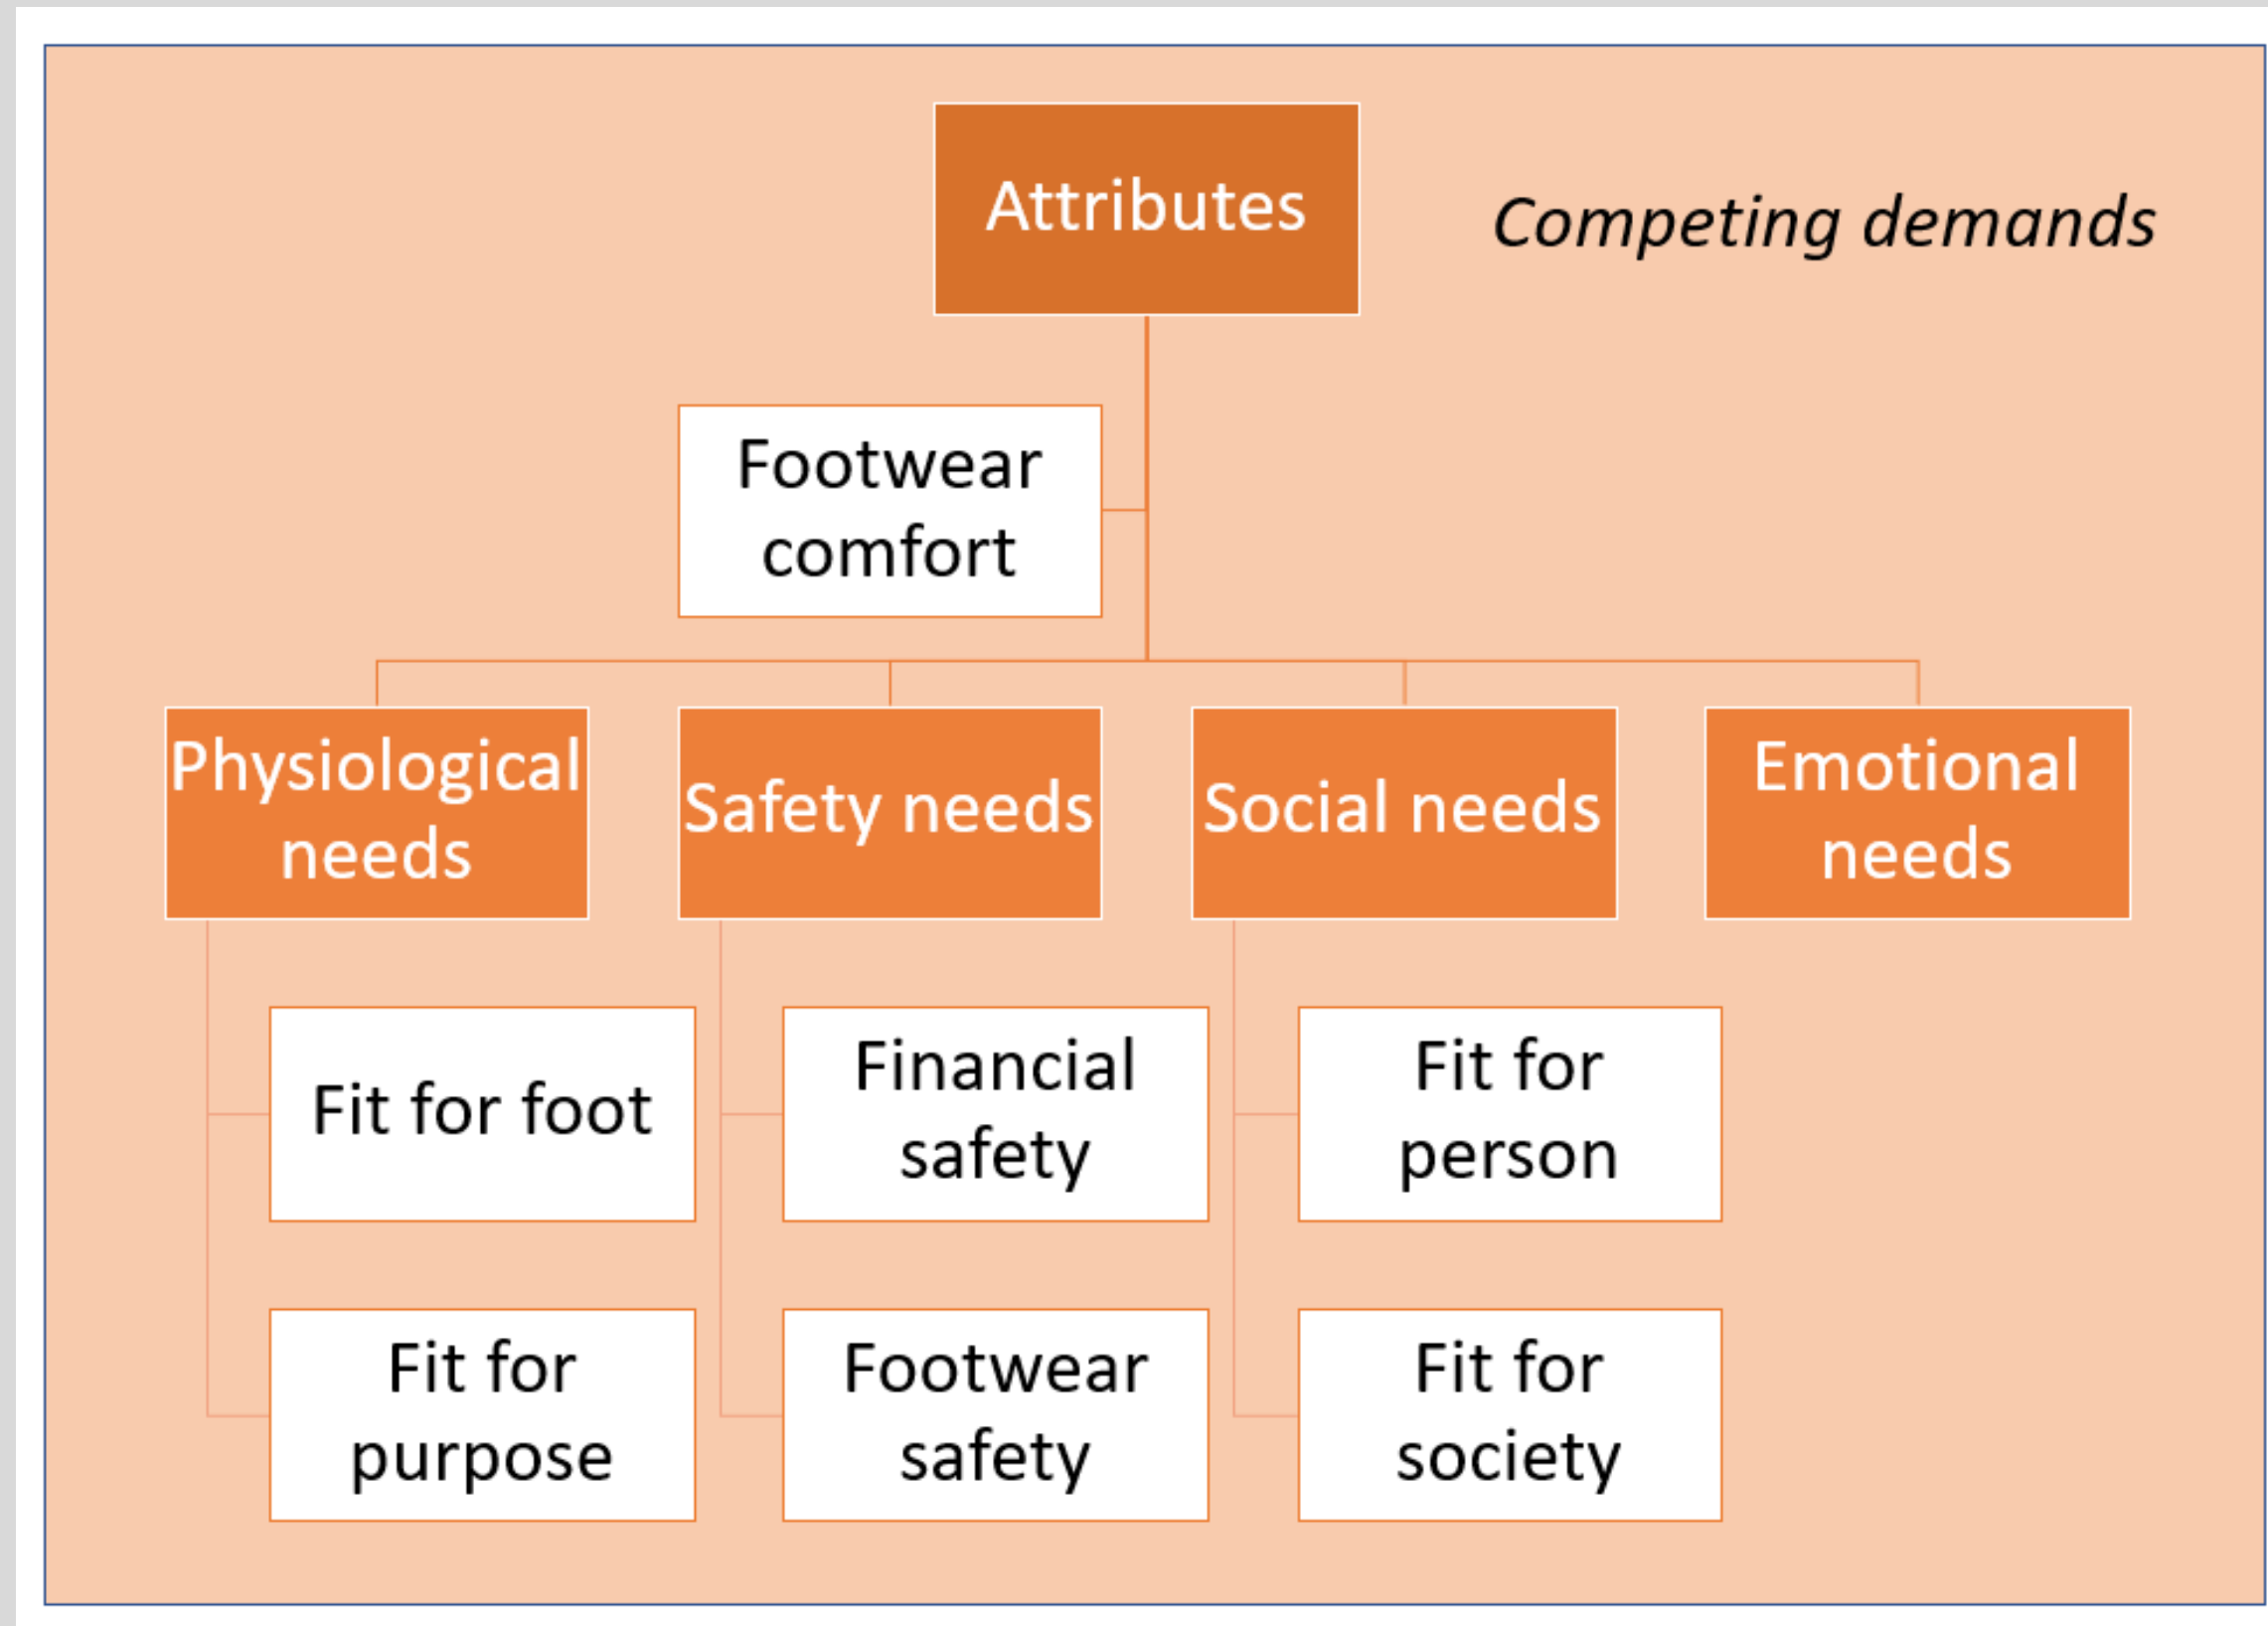 Attributes
Competing demands
Footwear
comfort
Physiological
needs
Safety needs
Social needs
Emotional
needs
Fit for foot
Financial
safety
Fit for
person
Fit for
purpose
Footwear
safety
Fit for
society